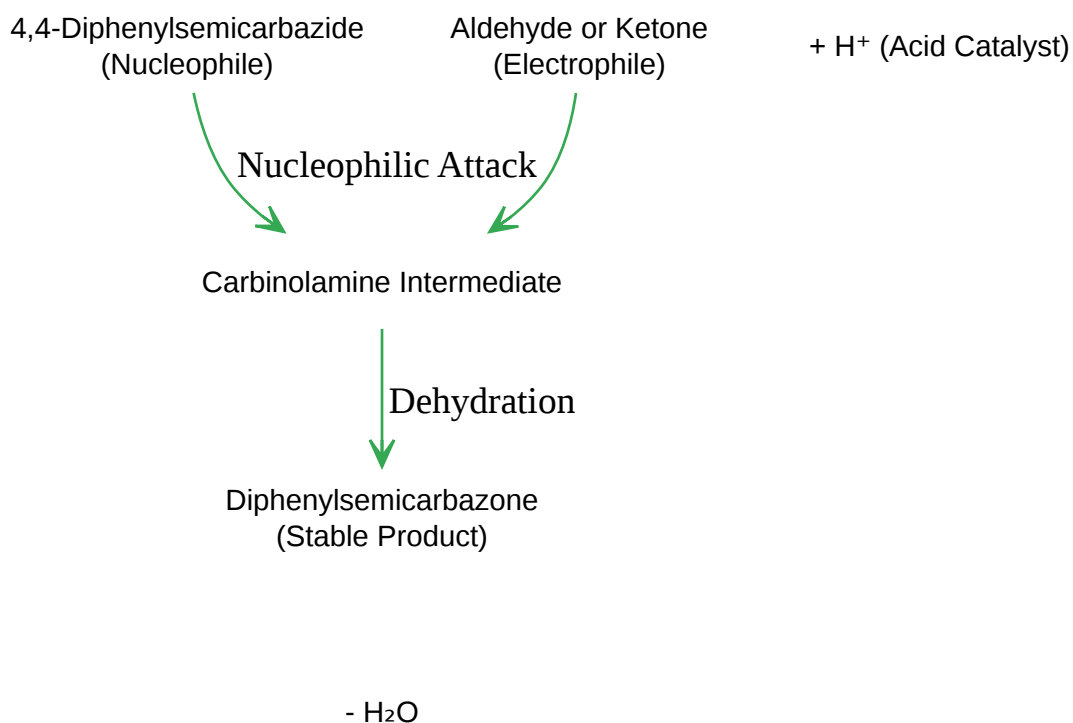 4,4-Diphenylsemicarbazide
(Nucleophile)
Aldehyde or Ketone
(Electrophile)
+ H⁺ (Acid Catalyst)
Nucleophilic Attack
Carbinolamine Intermediate
Dehydration
Diphenylsemicarbazone
(Stable Product)
- H₂O